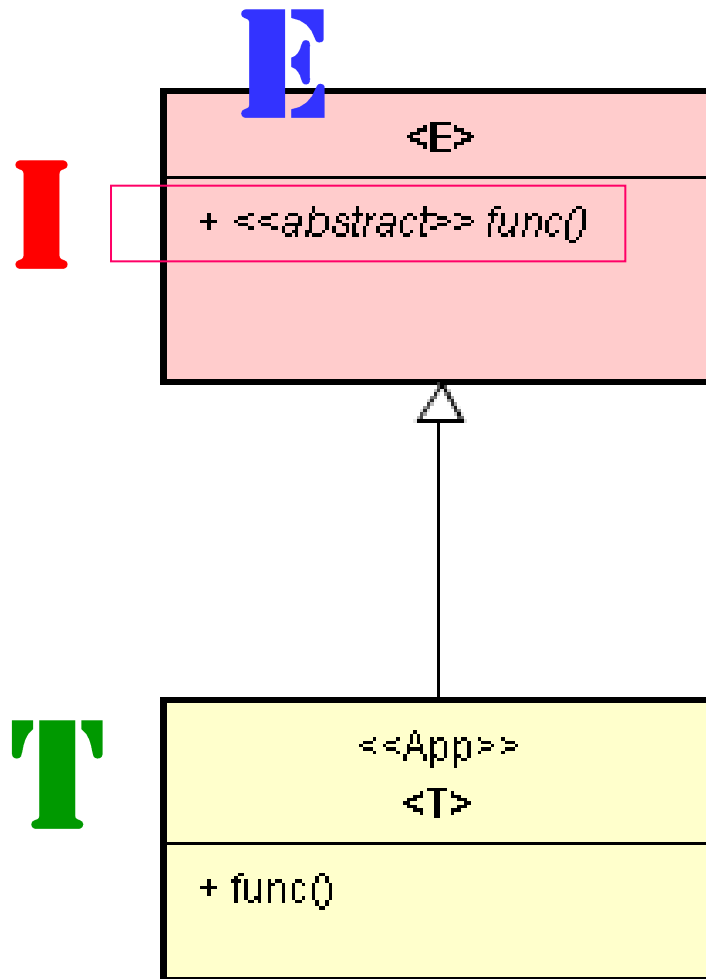 E
<E>
I
+ <<abstract>> func()
T
<<App>>
<T>
+ func()